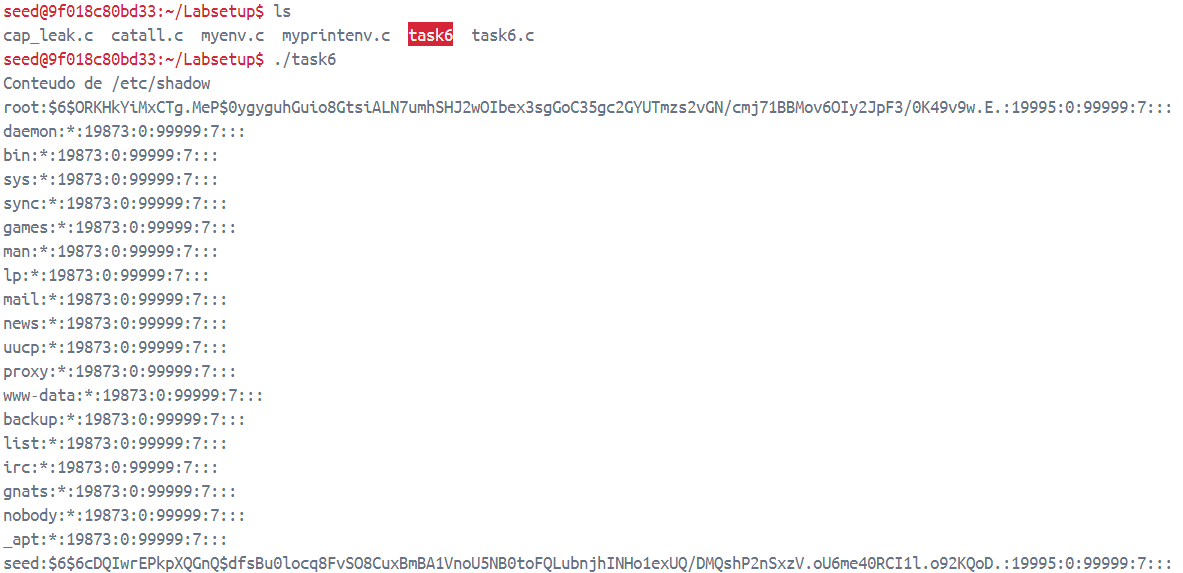 seed@9f018c80bd33:~/Labsetup$ ls
cap_leak.c catall.c myenv.c myprintenv.c task6 task6.c
seed@9f018c80bd33:~/Labsetup$ ./task6
Conteudo de /etc/shadow
root:$6$ORKHkYiMxCTg.MeP$0ygyguhGuio8GtsiALN7umhSHJ2wOIbex3sgGoC35gc2GYUTmzs2vGN/cmj71BBMov6OIy2JpF3/0K49v9w.E.:19995:0:99999:7:::
daemon:*:19873:0:99999:7:::
bin:*:19873:0:99999:7:::
sys:*:19873:0:99999:7:::
sync:*:19873:0:99999:7:::
games:*:19873:0:99999:7:::
man:*:19873:0:99999:7:::
lp:*:19873:0:99999:7:::
mail:*:19873:0:99999:7:::
news:*:19873:0:99999:7:::
uucp:*:19873:0:99999:7:::
proxy:*:19873:0:99999:7:::
www-data:*:19873:0:99999:7:::
backup:*:19873:0:99999:7:::
list:*:19873:0:99999:7:::
irc:*:19873:0:99999:7:::
gnats:*:19873:0:99999:7:::
nobody:*:19873:0:99999:7:::
_apt:*:19873:0:99999:7:::
seed:$6$6cDQIwrEPkpXQGnQ$dfsBu0locq8FvSO8CuxBmBA1VnoU5NB0toFQLubnjhINHo1exUQ/DMQshP2nSxzV.oU6me40RCI1l.o92KQoD.:19995:0:99999:7:::